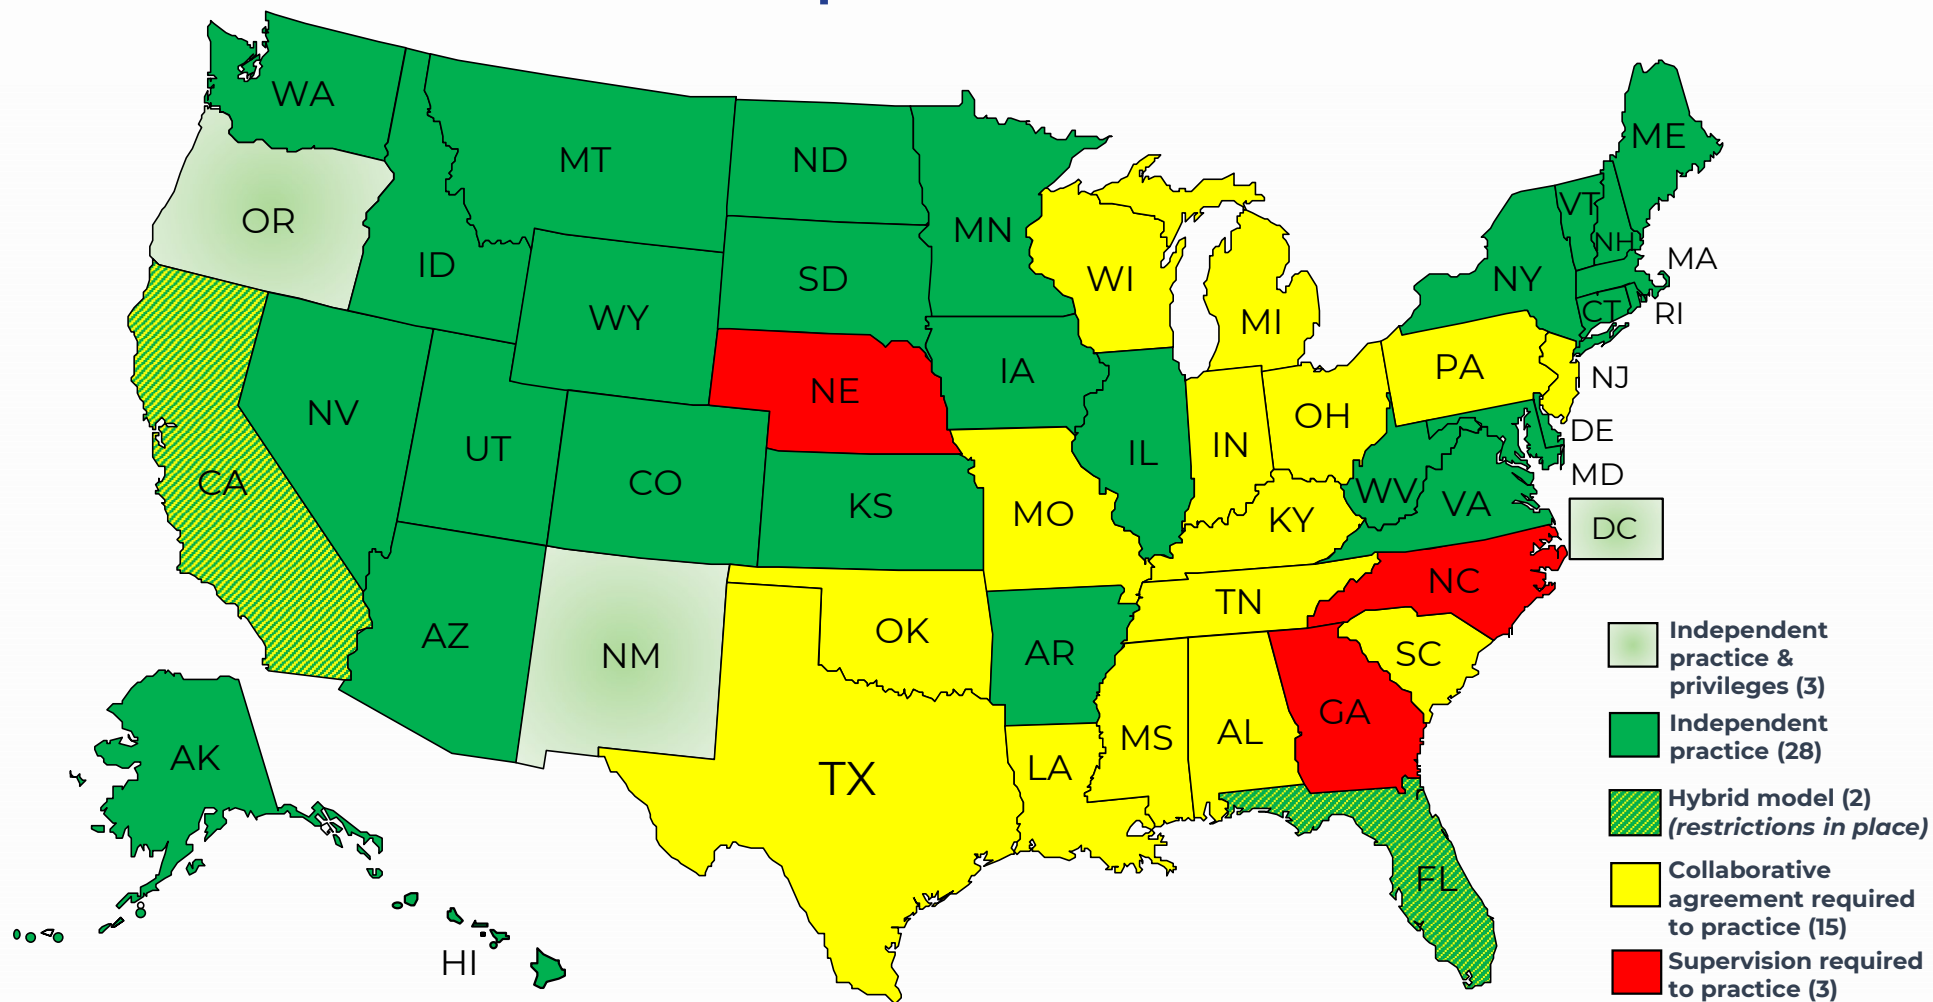 WA
MT
ND
ME
OR
MN
VT
ID
NH
MA
SD
WI
NY
WY
CT
RI
MI
IA
PA
NJ
NE
NV
OH
DE
UT
IL
IN
MD
CO
CA
WV
KS
VA
MO
KY
DC
NC
TN
AZ
OK
NM
AR
SC
GA
MS
AL
AK
LA
TX
FL
HI
Independent
practice &
privileges (3)
Independent
practice (28)
Hybrid model (2)
(restrictions in place)
Collaborative
agreement required
to practice (15)
Supervision required
to practice (3)